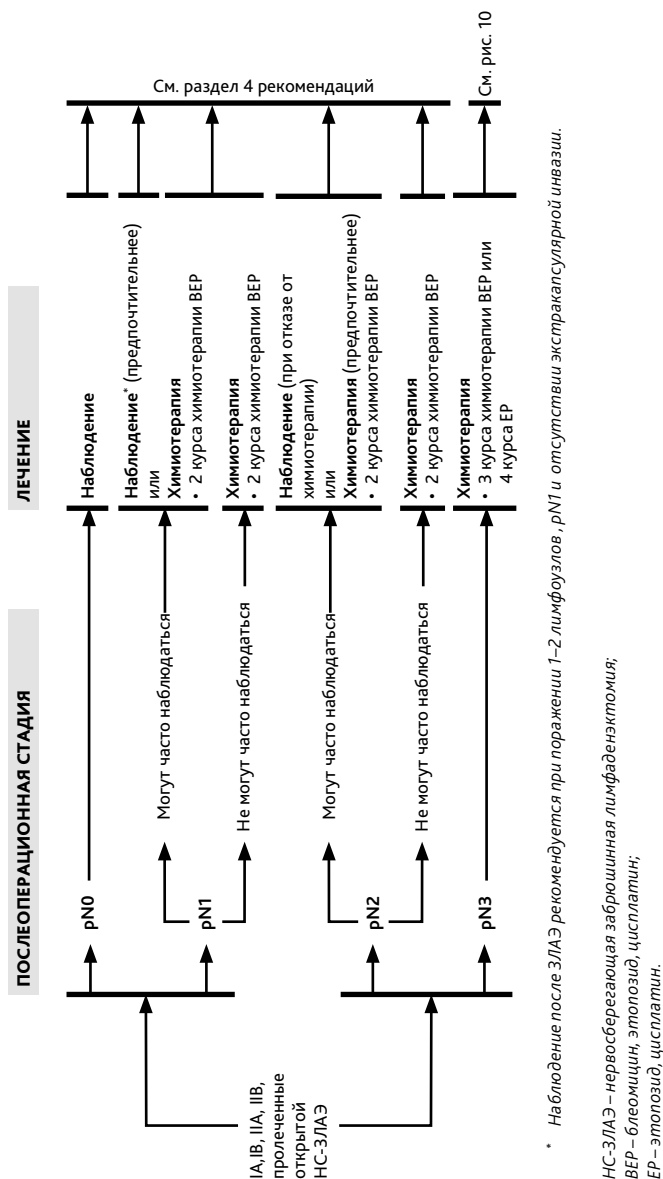 ПОСЛЕОПЕРАЦИОННАЯ СТАДИЯ
ЛЕЧЕНИЕ
IA,IB, IIA, IIB,
пролеченные
открытой
НС-ЗЛАЭ
pN0
Наблюдение
pN1
Могут часто наблюдаться
Наблюдение* (предпочтительнее)
или
Химиотерапия
• 2 курса химиотерапии BEP
Не могут часто наблюдаться
Химиотерапия
• 2 курса химиотерапии BEP
pN2
Могут часто наблюдаться
Наблюдение (при отказе от
химиотерапии)
или
Химиотерапия (предпочтительнее)
• 2 курса химиотерапии BEP
Не могут часто наблюдаться
Химиотерапия
• 2 курса химиотерапии BEP
pN3
Химиотерапия
• 3 курса химиотерапии BEP или
4 курса EP
См. раздел 4 рекомендаций
См. рис. 10
* Наблюдение после ЗЛАЭ рекомендуется при поражении 1–2 лимфоузлов, pN1 и отсутствии экстракапсулярной инвазии.
НС-ЗЛАЭ – нервосберегающая забрюшинная лимфаденэктомия;
BEP – блеомицин, этопозид, цисплатин;
EP – этопозид, цисплатин.